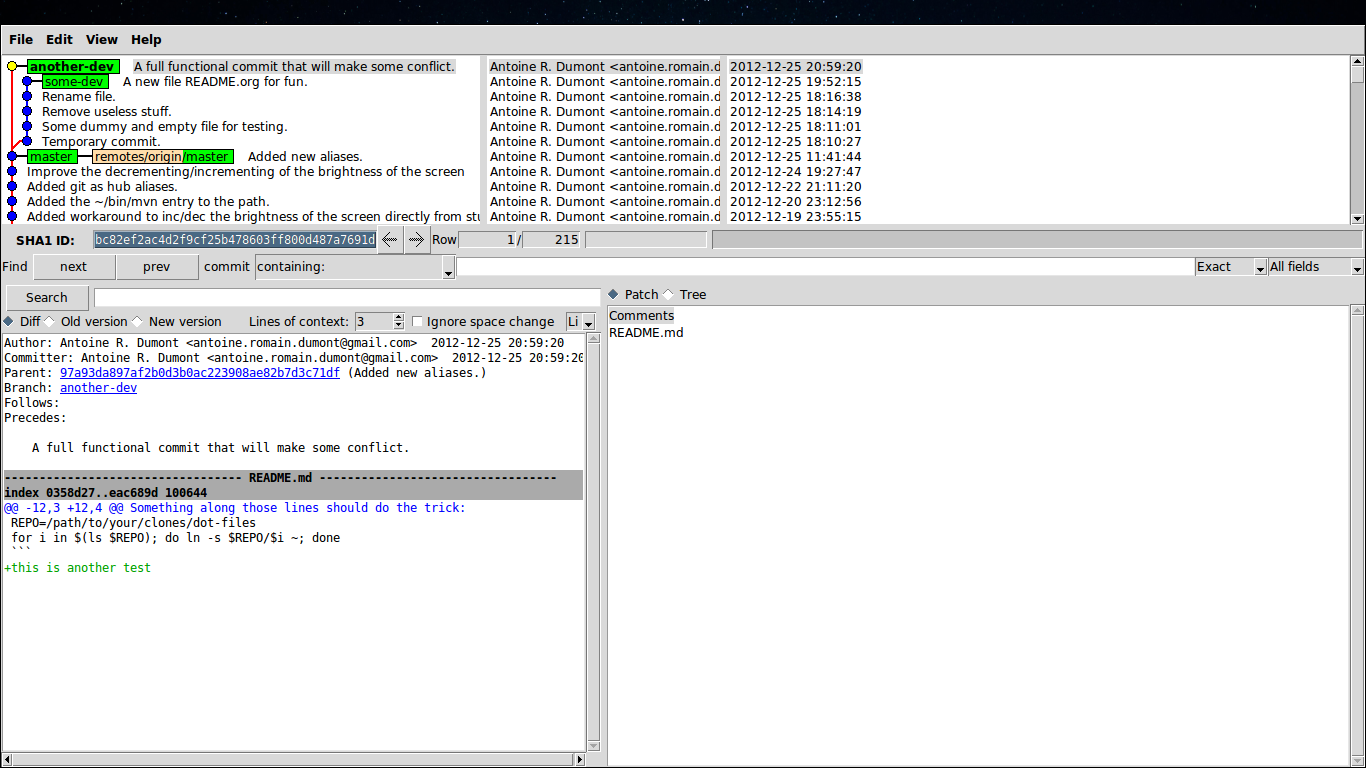 File Edit View Help
another-dev A full functional commit that will make some conflict. Antoine R. Dumont <antoine.romain.d 2012-12-25 20:59:20
some-dev A new file README.org for fun. Antoine R. Dumont <antoine.romain.d 2012-12-25 19:52:15
Rename file. Antoine R. Dumont <antoine.romain.d 2012-12-25 18:16:38
Remove useless stuff. Antoine R. Dumont <antoine.romain.d 2012-12-25 18:14:19
Some dummy and empty file for testing. Antoine R. Dumont <antoine.romain.d 2012-12-25 18:11:01
Temporary commit. Antoine R. Dumont <antoine.romain.d 2012-12-25 18:10:27
master remotes/origin/master Added new aliases. Antoine R. Dumont <antoine.romain.d 2012-12-25 11:41:44
Improve the decrementing/incrementing of the brightness of the screen Antoine R. Dumont <antoine.romain.d 2012-12-24 19:27:47
Added git as hub aliases. Antoine R. Dumont <antoine.romain.d 2012-12-22 21:11:20
Added the ~/bin/mvn entry to the path. Antoine R. Dumont <antoine.romain.d 2012-12-20 23:12:56
Added workaround to inc/dec the brightness of the screen directly from stu Antoine R. Dumont <antoine.romain.d 2012-12-19 23:55:15
SHA1 ID: bc82ef2ac4d2f9cf25b478603ff800d487a7691d Row 1 / 215
Find next prev commit containing: Exact All fields
Search
Diff Old version New version Lines of context: 3 Ignore space change Li
Author: Antoine R. Dumont <antoine.romain.dumont@gmail.com>  2012-12-25 20:59:20
Committer: Antoine R. Dumont <antoine.romain.dumont@gmail.com>  2012-12-25 20:59:20
Parent: 97a93da897af2b0d3b0ac223908ae82b7d3c71df (Added new aliases.)
Branch: another-dev
Follows:
Precedes:
A full functional commit that will make some conflict.
---------------------------------- README.md ----------------------------------
index 0358d27..eac689d 100644
@@ -12,3 +12,4 @@ Something along those lines should do the trick:
REPO=/path/to/your/clones/dot-files
for i in $(ls $REPO); do ln -s $REPO/$i ~; done
```
+this is another test
Patch Tree
Comments
README.md